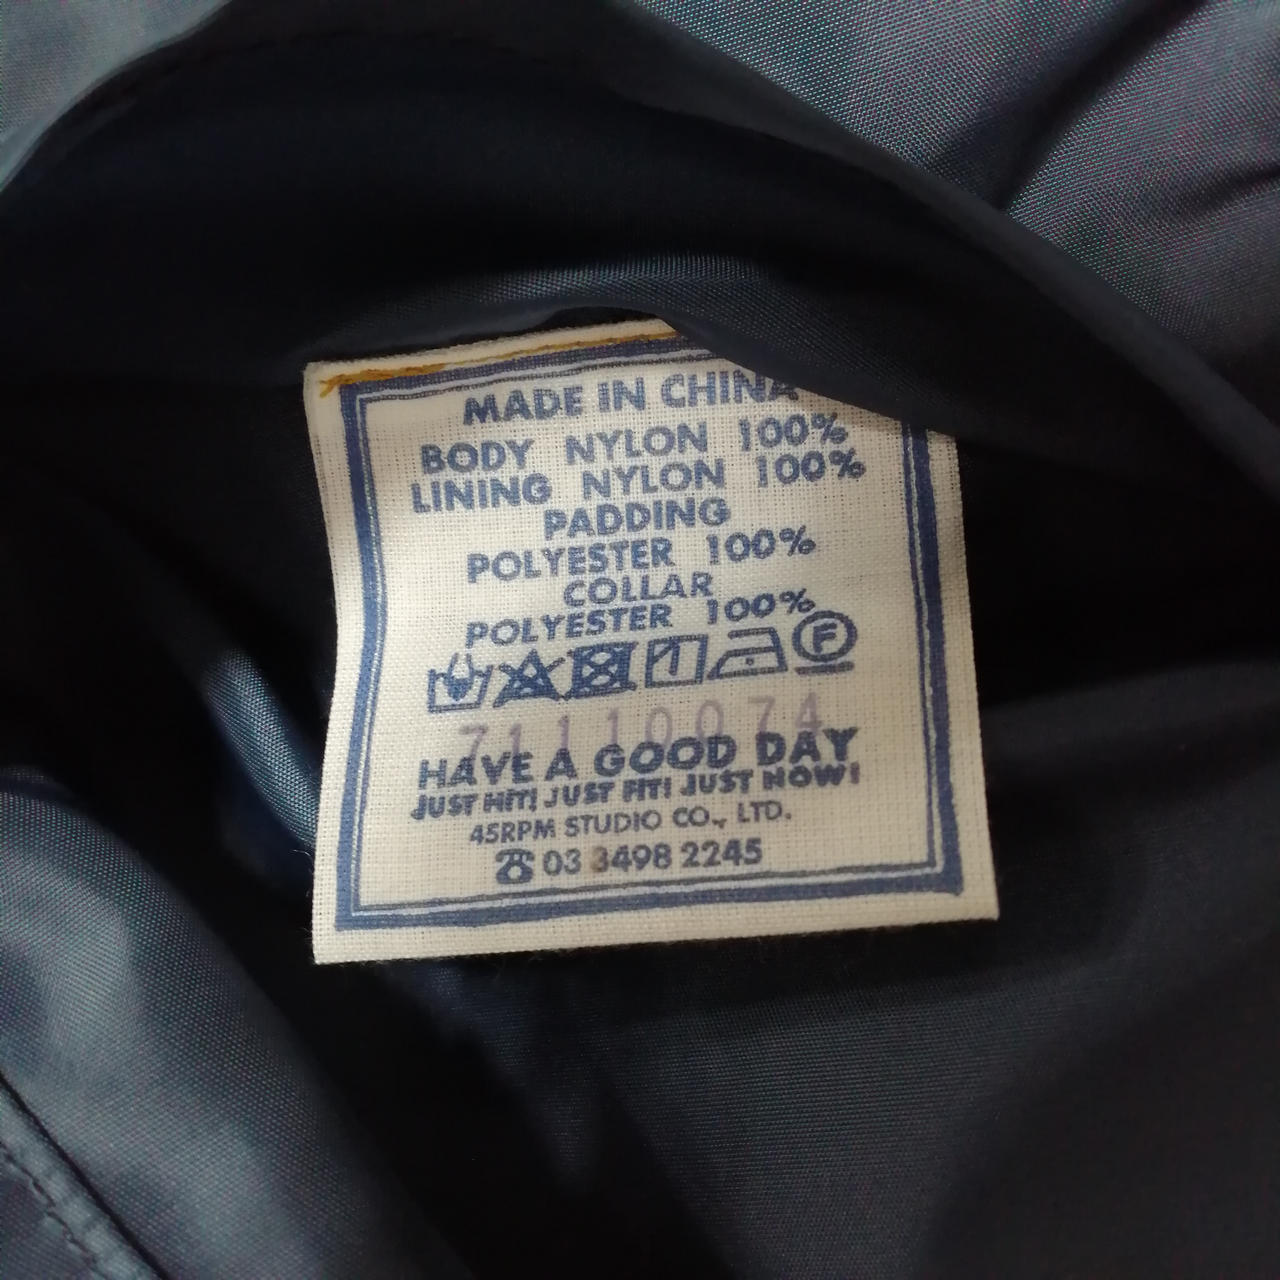 MADE IN CHINA
BODY NYLON 100%
LINING NYLON 100%
PADDING
POLYESTER 100%
COLLAR
POLYESTER 100%
F
71110074
HAVE A GOOD DAY
JUST HIT! JUST FIT! JUST NOW!
45RPM STUDIO CO., LTD.
☎ 03 3498 2245